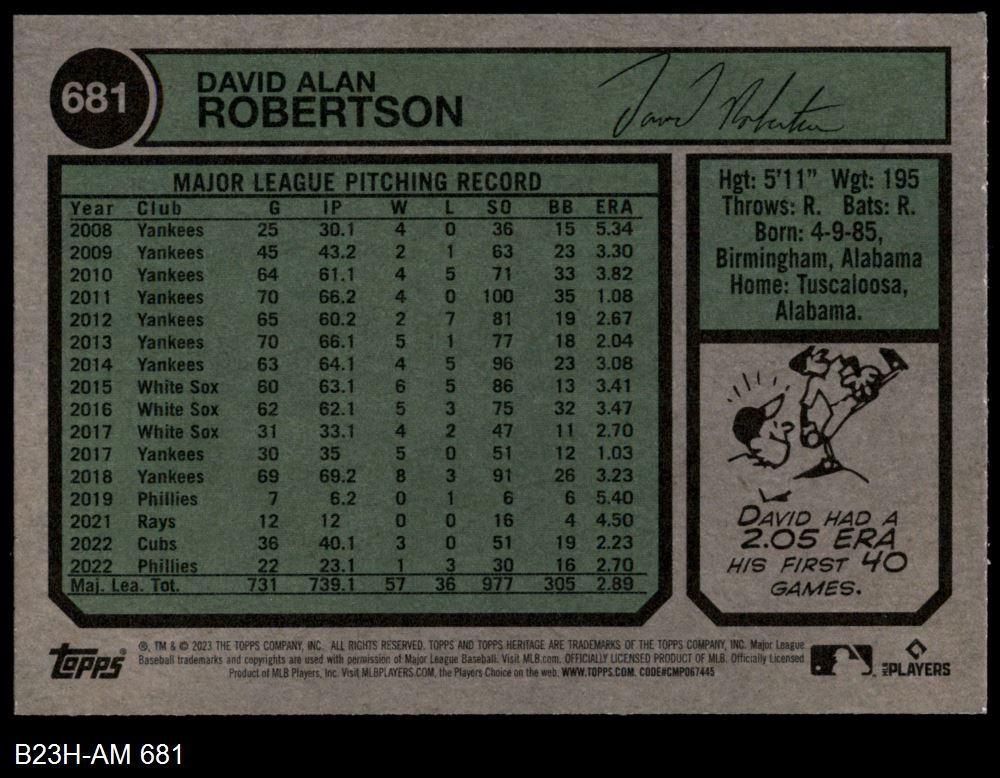 681
DAVID ALAN
ROBERTSON
David Robertson
MAJOR LEAGUE PITCHING RECORD
Year Club G IP W L SO BB ERA
2008 Yankees 25 30.1 4 0 36 15 5.34
2009 Yankees 45 43.2 2 1 63 23 3.30
2010 Yankees 64 61.1 4 5 71 33 3.82
2011 Yankees 70 66.2 4 0 100 35 1.08
2012 Yankees 65 60.2 2 7 81 19 2.67
2013 Yankees 70 66.1 5 1 77 18 2.04
2014 Yankees 63 64.1 4 5 96 23 3.08
2015 White Sox 60 63.1 6 5 86 13 3.41
2016 White Sox 62 62.1 5 3 75 32 3.47
2017 White Sox 31 33.1 4 2 47 11 2.70
2017 Yankees 30 35 5 0 51 12 1.03
2018 Yankees 69 69.2 8 3 91 26 3.23
2019 Phillies 7 6.2 0 1 6 6 5.40
2021 Rays 12 12 0 0 16 4 4.50
2022 Cubs 36 40.1 3 0 51 19 2.23
2022 Phillies 22 23.1 1 3 30 16 2.70
Maj. Lea. Tot. 731 739.1 57 36 977 305 2.89
Hgt: 5'11" Wgt: 195
Throws: R. Bats: R.
Born: 4-9-85,
Birmingham, Alabama
Home: Tuscaloosa,
Alabama.
DAVID HAD A
2.05 ERA
HIS FIRST 40
GAMES.
topps
®, TM & © 2023 THE TOPPS COMPANY, INC. ALL RIGHTS RESERVED. TOPPS AND TOPPS HERITAGE ARE TRADEMARKS OF THE TOPPS COMPANY, INC. Major League
Baseball trademarks and copyrights are used with permission of Major League Baseball. Visit MLB.com. OFFICIALLY LICENSED PRODUCT OF MLB. Officially Licensed
Product of MLB Players, Inc. Visit MLBPLAYERS.COM, the Players Choice on the web. WWW.TOPPS.COM. CODE#CMP067445
MLB PLAYERS
B23H-AM 681